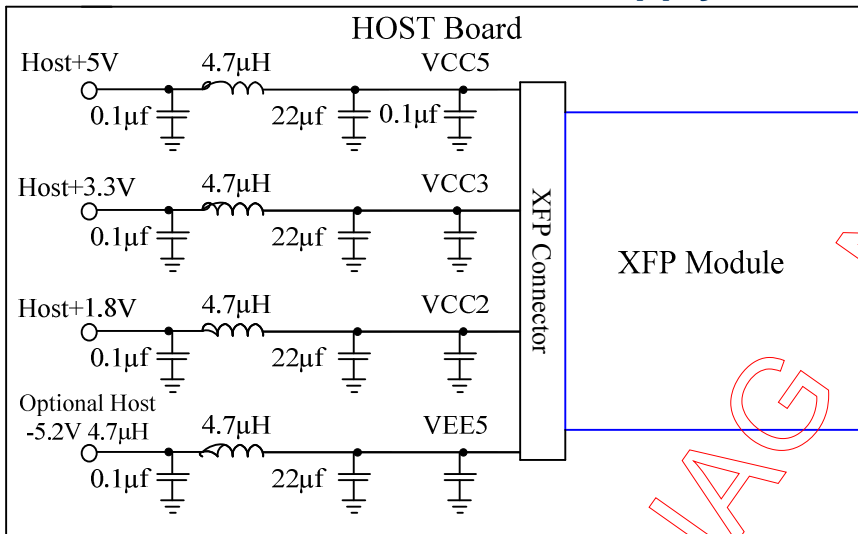 HOST Board
Host+5V 4.7µH VCC5
0.1µf 22µf 0.1µf
Host+3.3V 4.7µH VCC3
0.1µf 22µf
Host+1.8V 4.7µH VCC2
0.1µf 22µf
Optional Host
-5.2V 4.7µH 4.7µH VEE5
0.1µf 22µf
XFP Connector
XFP Module